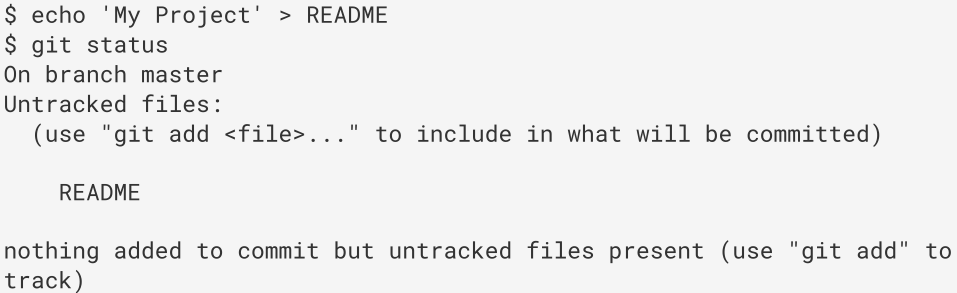 $ echo 'My Project' > README
$ git status
On branch master
Untracked files:
  (use "git add <file>..." to include in what will be committed)

    README

nothing added to commit but untracked files present (use "git add" to
track)